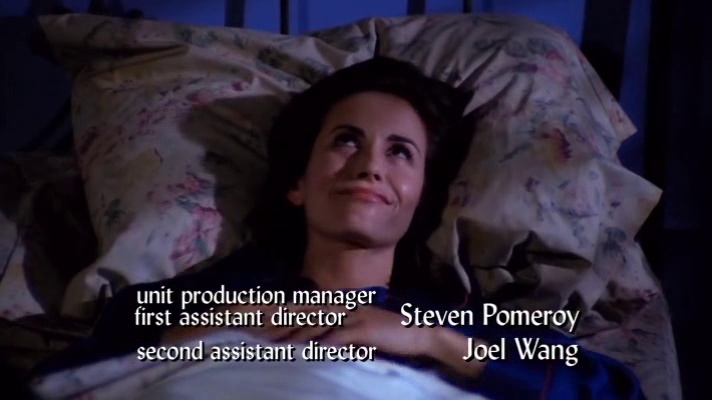 unit production manager
first assistant director Steven Pomeroy
second assistant director Joel Wang